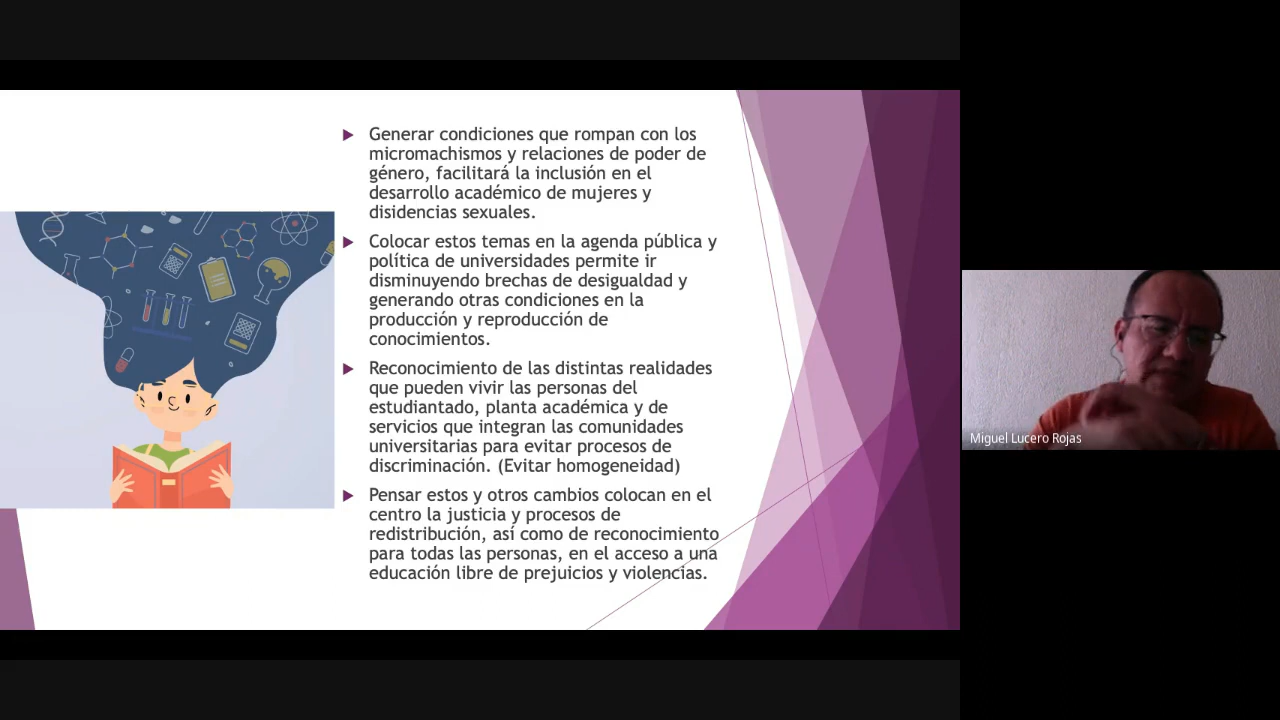 Generar condiciones que rompan con los
micromachismos y relaciones de poder de
género, facilitará la inclusión en el
desarrollo académico de mujeres y
disidencias sexuales.
Colocar estos temas en la agenda pública y
política de universidades permite ir
disminuyendo brechas de desigualdad y
generando otras condiciones en la
producción y reproducción de
conocimientos.
Reconocimiento de las distintas realidades
que pueden vivir las personas del
estudiantado, planta académica y de
servicios que integran las comunidades
universitarias para evitar procesos de
discriminación. (Evitar homogeneidad)
Pensar estos y otros cambios colocan en el
centro la justicia y procesos de
redistribución, así como de reconocimiento
para todas las personas, en el acceso a una
educación libre de prejuicios y violencias.
Miguel Lucero Rojas